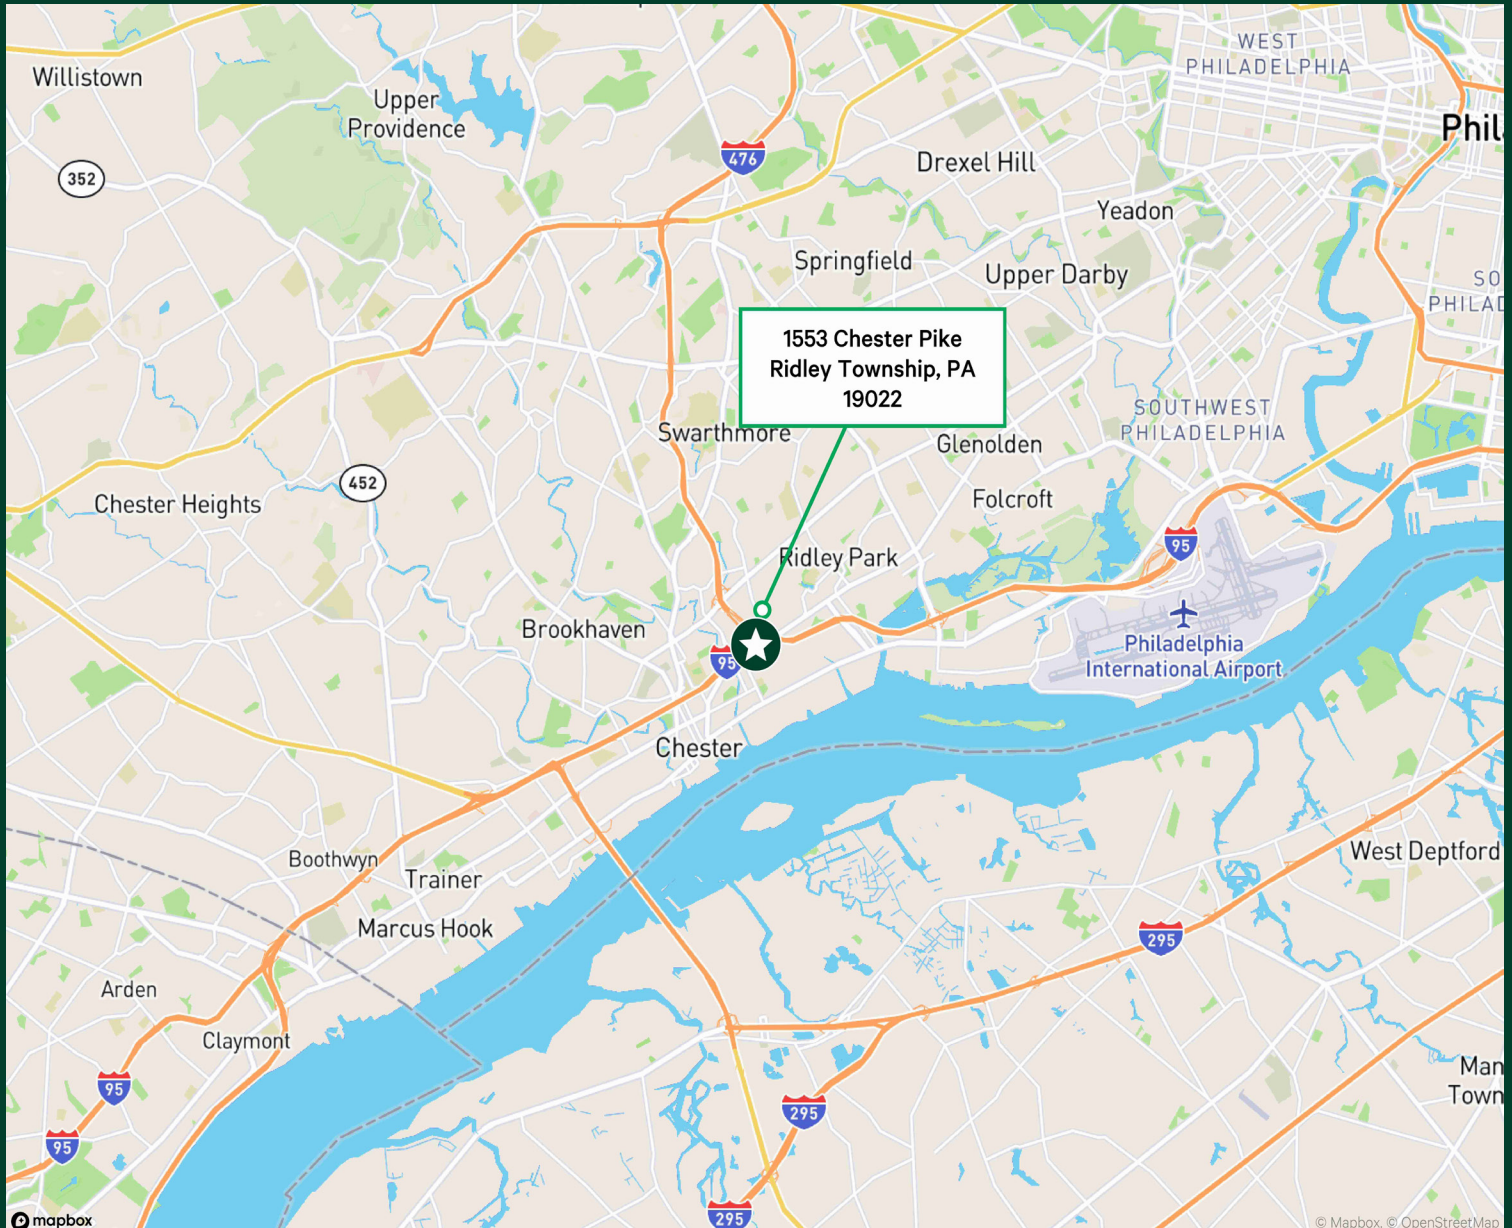 WEST
PHILADELPHIA
Willistown
Upper
Providence
Phil
476
Drexel Hill
352
Yeadon
Springfield
Upper Darby
SO
PHILAD
1553 Chester Pike
Ridley Township, PA
19022
SOUTHWEST
PHILADELPHIA
Swarthmore
Glenolden
452
Chester Heights
Folcroft
95
Ridley Park
Brookhaven
Philadelphia
International Airport
95
Chester
Boothwyn
Trainer
West Deptford
Marcus Hook
295
Arden
Claymont
Man
Town
95
295
95
295
mapbox
© Mapbox, © OpenStreetMap